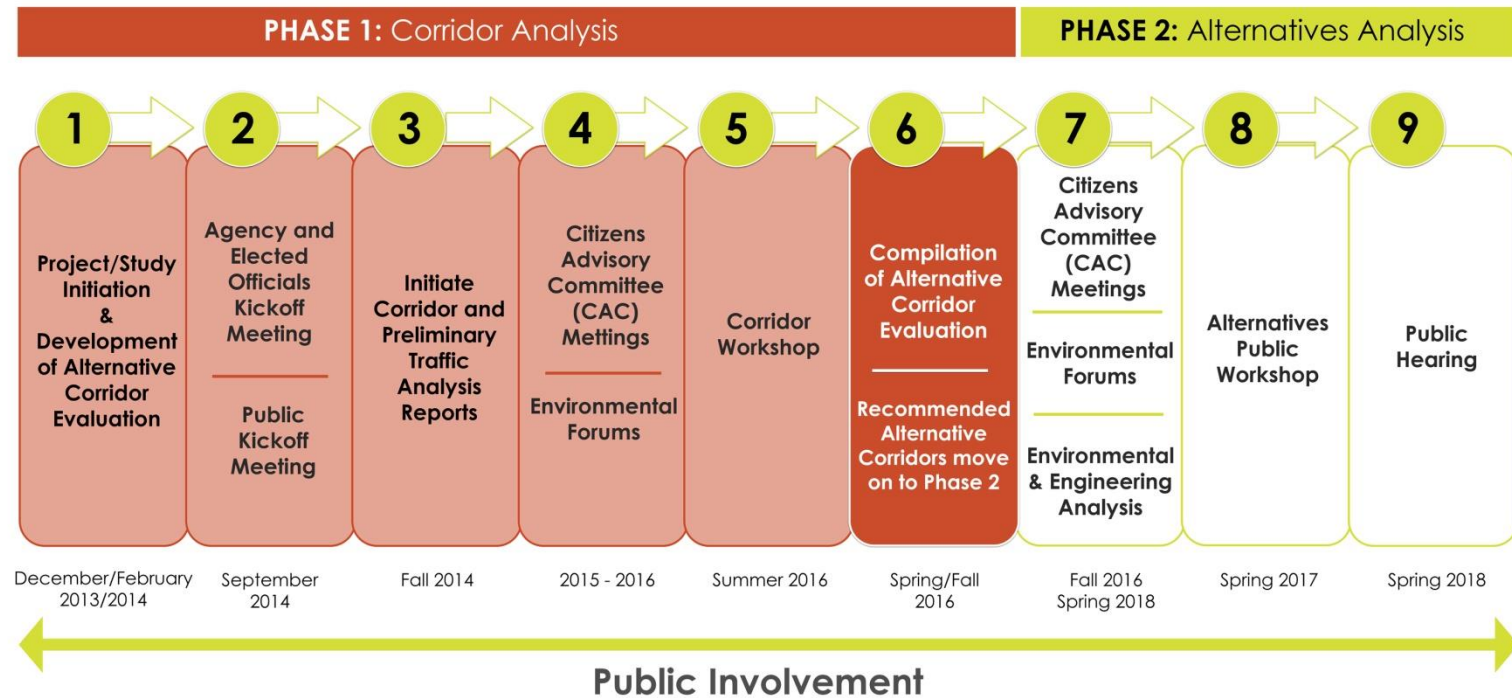 PHASE 1: Corridor Analysis
PHASE 2: Alternatives Analysis
1
Project/Study
Initiation
&
Development
of Alternative
Corridor
Evaluation
December/February
2013/2014
2
Agency and
Elected
Officials
Kickoff
Meeting
Public
Kickoff
Meeting
September
2014
3
Initiate
Corridor and
Preliminary
Traffic
Analysis
Reports
Fall 2014
4
Citizens
Advisory
Committee
(CAC)
Mettings
Environmental
Forums
2015 - 2016
5
Corridor
Workshop
Summer 2016
6
Compilation
of Alternative
Corridor
Evaluation
Recommended
Alternative
Corridors move
on to Phase 2
Spring/Fall
2016
7
Citizens
Advisory
Committee
(CAC)
Meetings
Environmental
Forums
Environmental
& Engineering
Analysis
Fall 2016
Spring 2018
8
Alternatives
Public
Workshop
Spring 2017
9
Public
Hearing
Spring 2018
Public Involvement